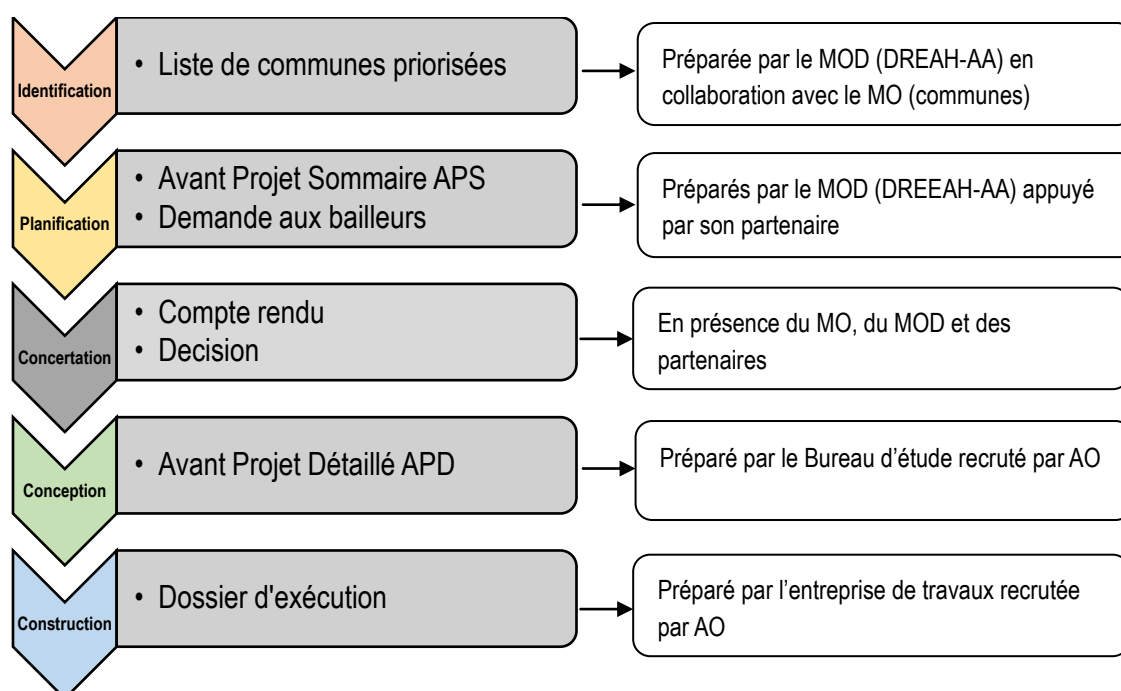 Identification
• Liste de communes priorisées
Préparée par le MOD (DREAH-AA) en
collaboration avec le MO (communes)
Planification
• Avant Projet Sommaire APS
• Demande aux bailleurs
Préparés par le MOD (DREEAH-AA) appuyé
par son partenaire
Concertation
• Compte rendu
• Decision
En présence du MO, du MOD et des
partenaires
Conception
• Avant Projet Détaillé APD
Préparé par le Bureau d’étude recruté par AO
Construction
• Dossier d'exécution
Préparé par l’entreprise de travaux recrutée
par AO